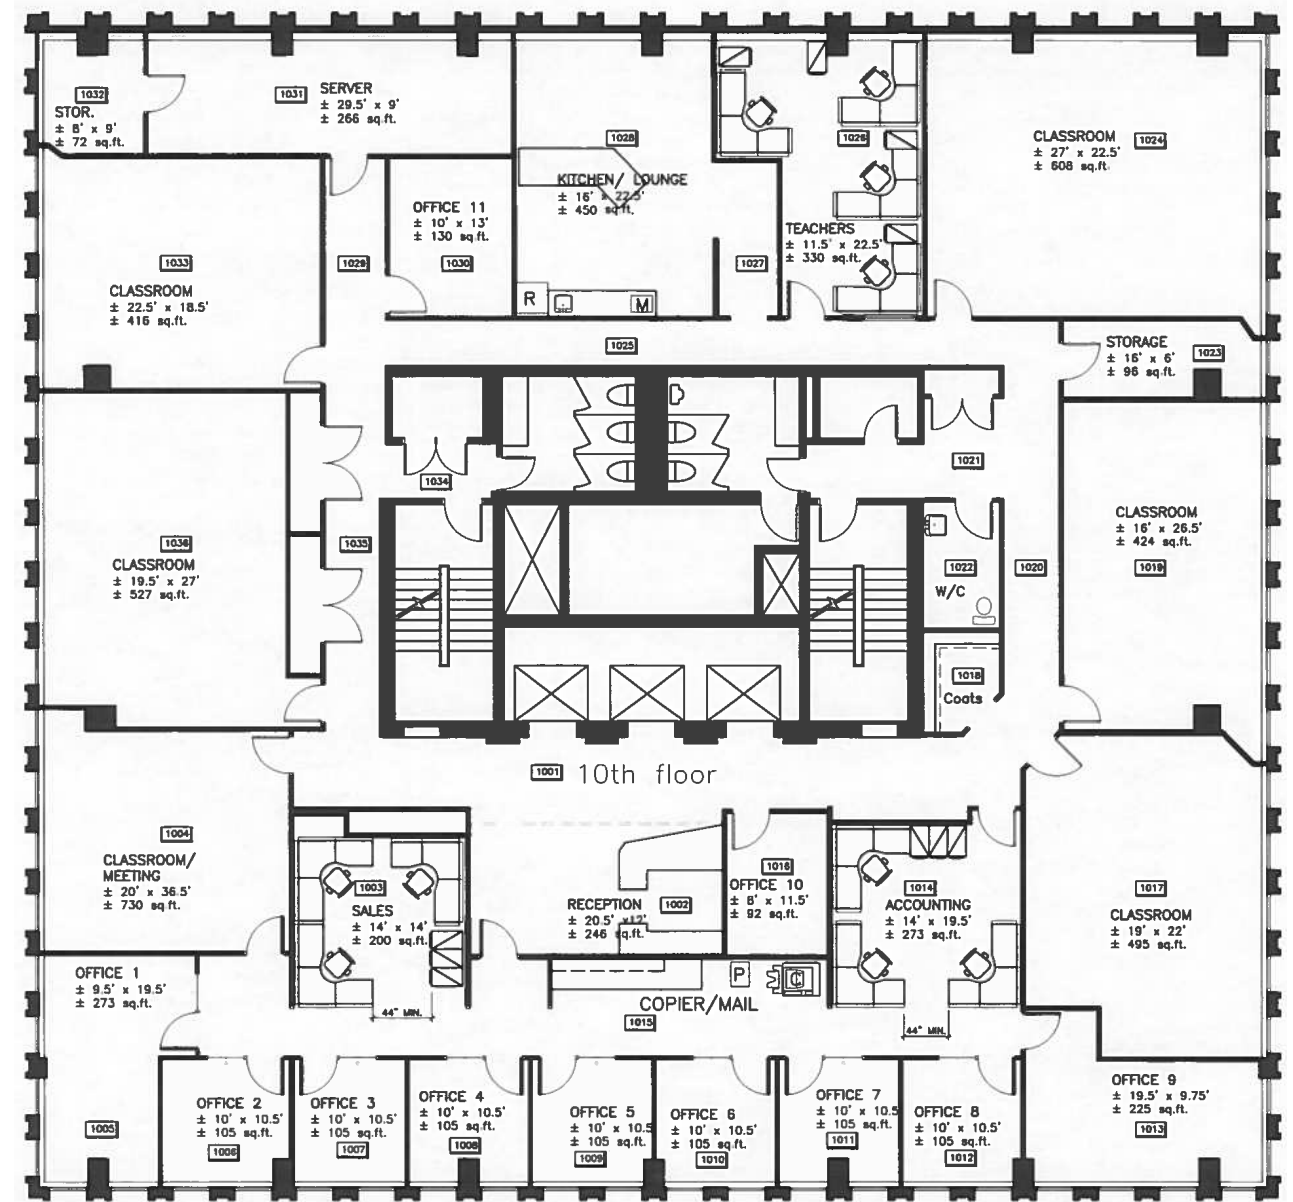 1032
STOR.
± 8' x 9'
± 72 sq.ft.
1031
SERVER
± 29.5' x 9'
± 266 sq.ft.
1028
KITCHEN/ LOUNGE
± 16' x 22.5'
± 450 sq.ft.
R
M
1026
TEACHERS
± 11.5' x 22.5'
± 330 sq.ft.
1027
CLASSROOM
± 27' x 22.5'
± 608 sq.ft.
1024
OFFICE 11
± 10' x 13'
± 130 sq.ft.
1030
1029
1033
CLASSROOM
± 22.5' x 18.5'
± 416 sq.ft.
1025
STORAGE
± 16' x 6'
± 96 sq.ft.
1023
1034
1021
1036
CLASSROOM
± 19.5' x 27'
± 527 sq.ft.
1035
1022
W/C
1020
CLASSROOM
± 16' x 26.5'
± 424 sq.ft.
1019
1018
Coats
1001
10th floor
1004
CLASSROOM/
MEETING
± 20' x 36.5'
± 730 sq.ft.
1003
SALES
± 14' x 14'
± 200 sq.ft.
44" MIN.
RECEPTION
± 20.5' x12'
± 246 sq.ft.
1002
1016
OFFICE 10
± 8' x 11.5'
± 92 sq.ft.
1014
ACCOUNTING
± 14' x 19.5'
± 273 sq.ft.
44" MIN.
1017
CLASSROOM
± 19' x 22'
± 495 sq.ft.
OFFICE 1
± 9.5' x 19.5'
± 273 sq.ft.
1005
P
C
COPIER/MAIL
1015
OFFICE 2
± 10' x 10.5'
± 105 sq.ft.
1006
OFFICE 3
± 10' x 10.5'
± 105 sq.ft.
1007
OFFICE 4
± 10' x 10.5'
± 105 sq.ft.
1008
OFFICE 5
± 10' x 10.5
± 105 sq.ft.
1009
OFFICE 6
± 10' x 10.5'
± 105 sq.ft.
1010
OFFICE 7
± 10' x 10.5
± 105 sq.ft.
1011
OFFICE 8
± 10' x 10.5'
± 105 sq.ft.
1012
OFFICE 9
± 19.5' x 9.75'
± 225 sq.ft.
1013